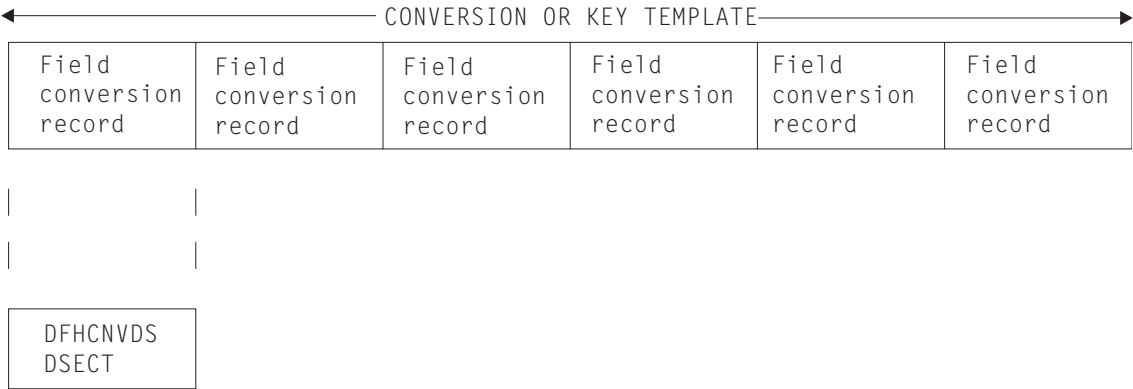 CONVERSION OR KEY TEMPLATE
Field
conversion
record
Field
conversion
record
Field
conversion
record
Field
conversion
record
Field
conversion
record
Field
conversion
record
DFHCNVDS
DSECT